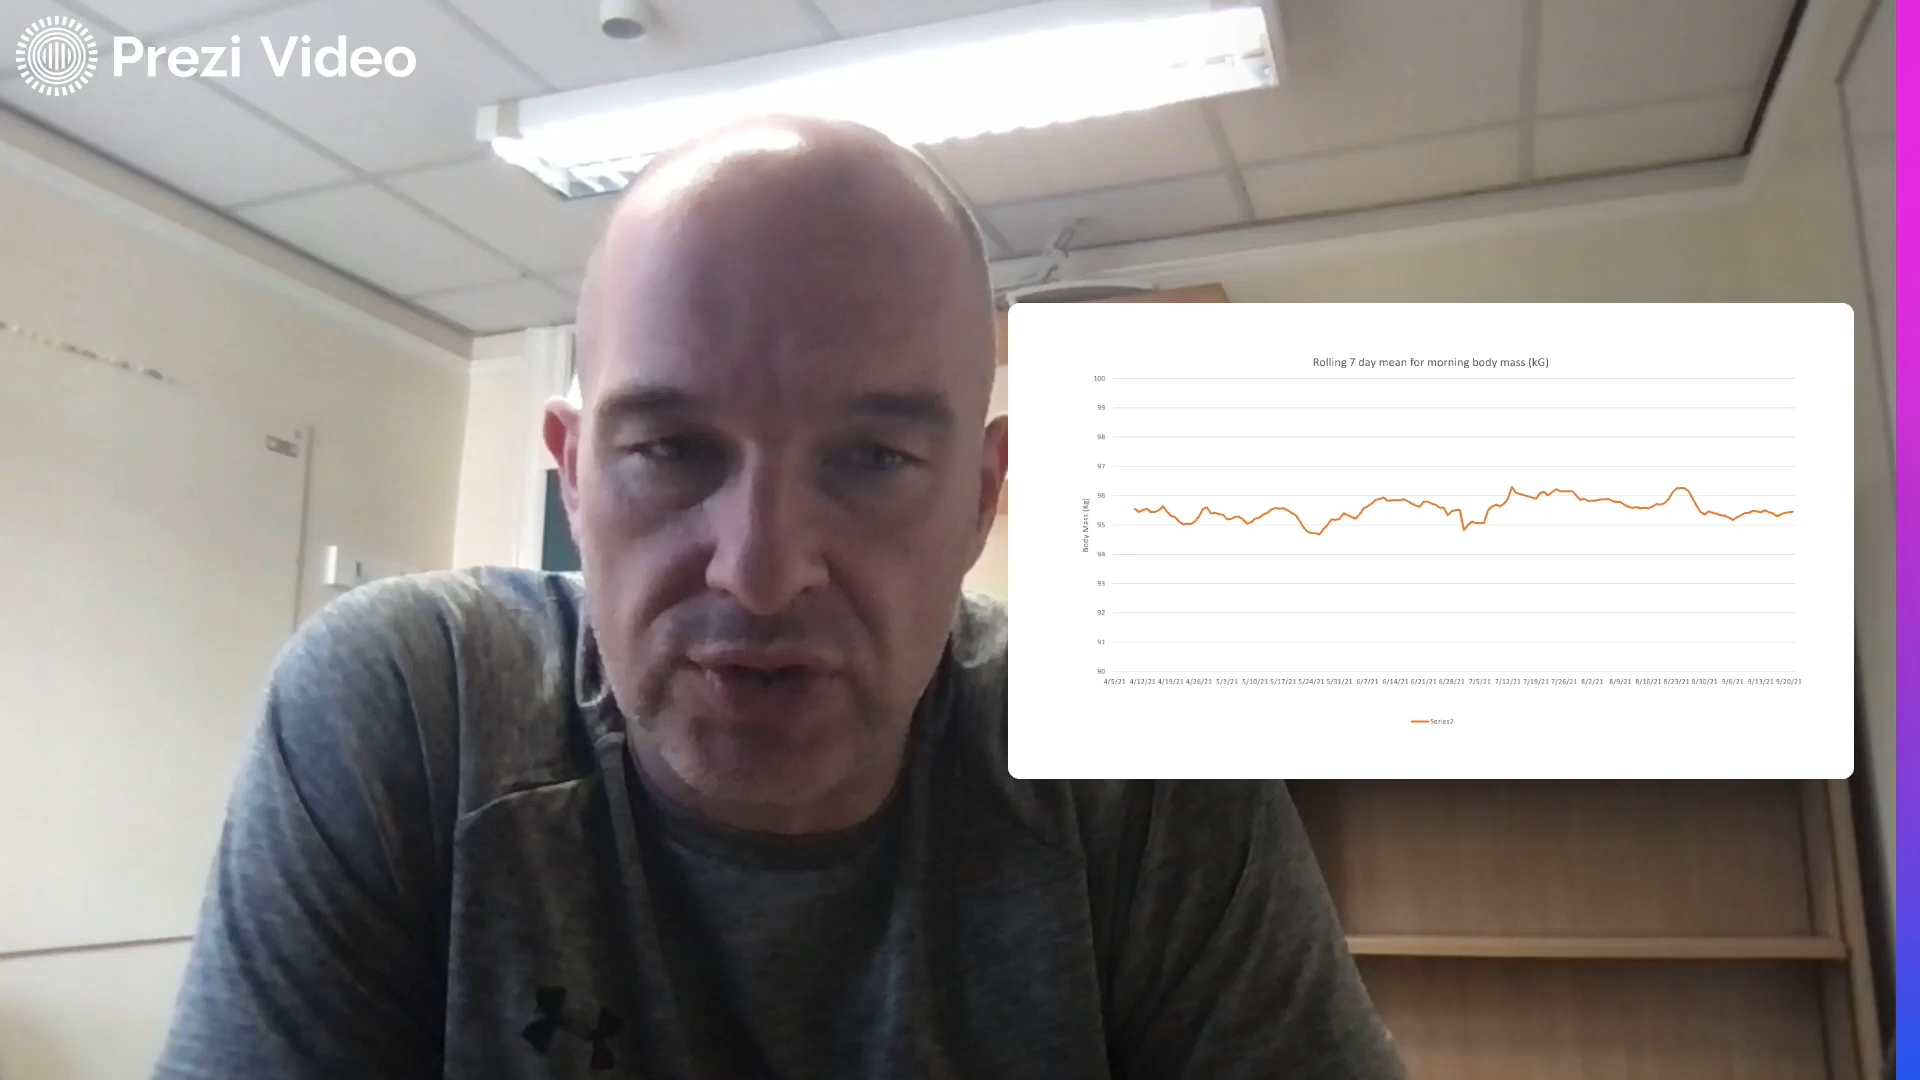 Prezi Video
Rolling 7 day mean for morning body mass (kG)
100
99
98
97
96
95
94
93
92
91
90
Body Mass (Kg)
4/5/21 4/12/21 4/19/21 4/26/21 5/3/21 5/10/21 5/17/21 5/24/21 5/31/21 6/7/21 6/14/21 6/21/21 6/28/21 7/5/21 7/12/21 7/19/21 7/26/21 8/2/21 8/9/21 8/16/21 8/23/21 8/30/21 9/6/21 9/13/21 9/20/21
Series2